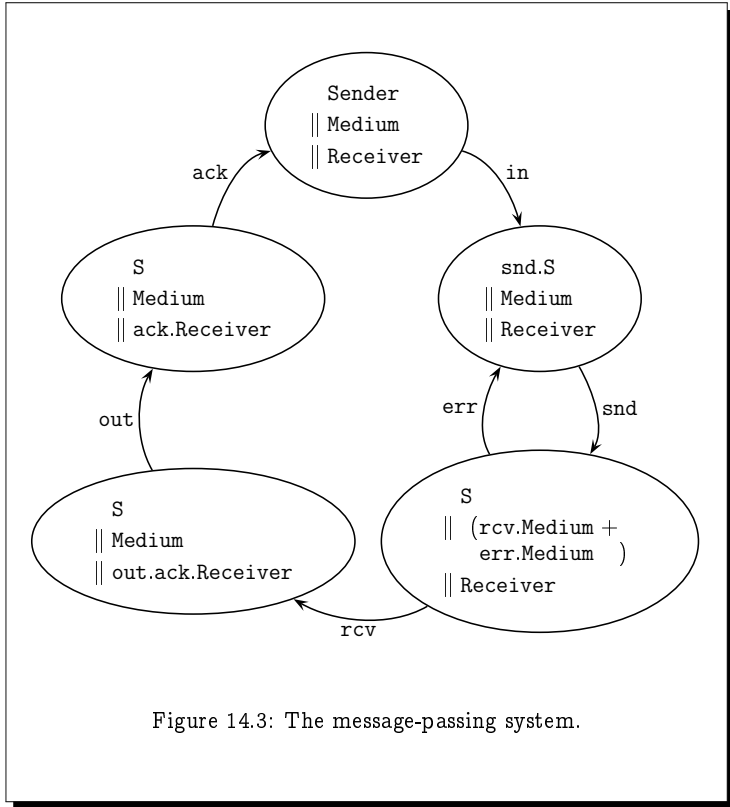 Sender
|| Medium
|| Receiver
ack
in
S
|| Medium
|| ack.Receiver
snd.S
|| Medium
|| Receiver
out
err
snd
S
|| Medium
|| out.ack.Receiver
S
|| (rcv.Medium +
err.Medium )
|| Receiver
rcv
Figure 14.3: The message-passing system.